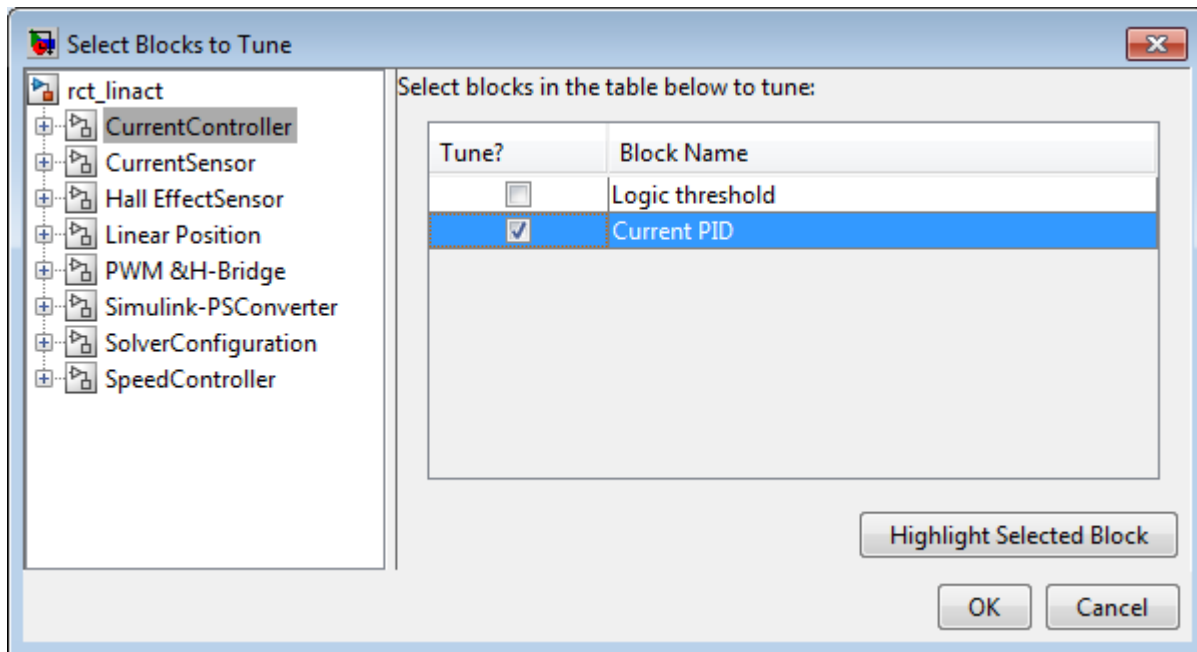 Select Blocks to Tune
rct_linact
CurrentController
CurrentSensor
Hall EffectSensor
Linear Position
PWM &H-Bridge
Simulink-PSConverter
SolverConfiguration
SpeedController
Select blocks in the table below to tune:
Tune? Block Name
Logic threshold
Current PID
Highlight Selected Block
OK Cancel